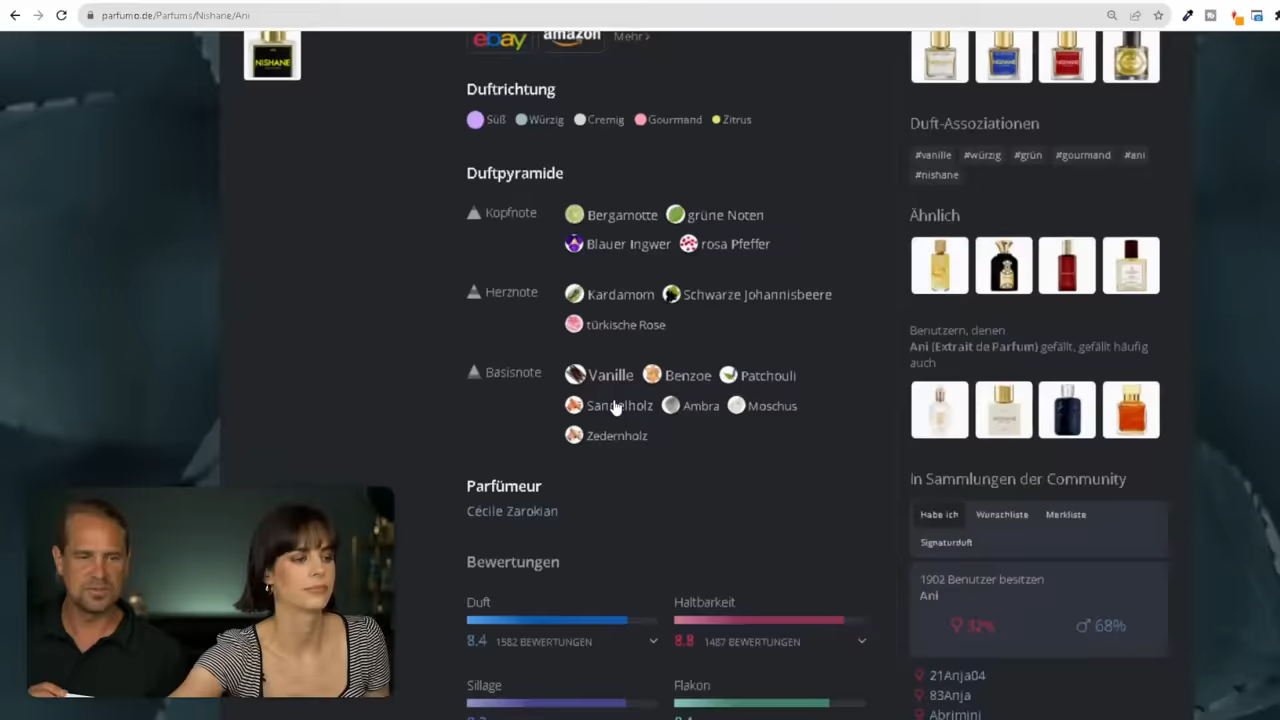 parfumo.de/Parfums/Nishane/Ani
NISHANE
ebay
amazon
Mehr>
Duftrichtung
Süß Würzig Cremig Gourmand Zitrus
Duftpyramide
Kopfnote
Bergamotte grüne Noten
Blauer Ingwer rosa Pfeffer
Herznote
Kardamom Schwarze Johannisbeere
türkische Rose
Basisnote
Vanille Benzoe Patchouli
Sandelholz Ambra Moschus
Zedernholz
Parfümeur
Cécile Zarokian
Bewertungen
Duft
8.4 1582 BEWERTUNGEN
Haltbarkeit
8.8 1487 BEWERTUNGEN
Sillage
Flakon
Duft-Assoziationen
#vanille #würzig #grün #gourmand #ani
#nishane
Ähnlich
Benutzern, denen
Ani (Extrait de Parfum) gefällt, gefällt häufig
auch
In Sammlungen der Community
Habe ich Wunschliste Merkliste
Signaturduft
1902 Benutzer besitzen
Ani
32% 68%
21Anja04
83Anja
Abrimini